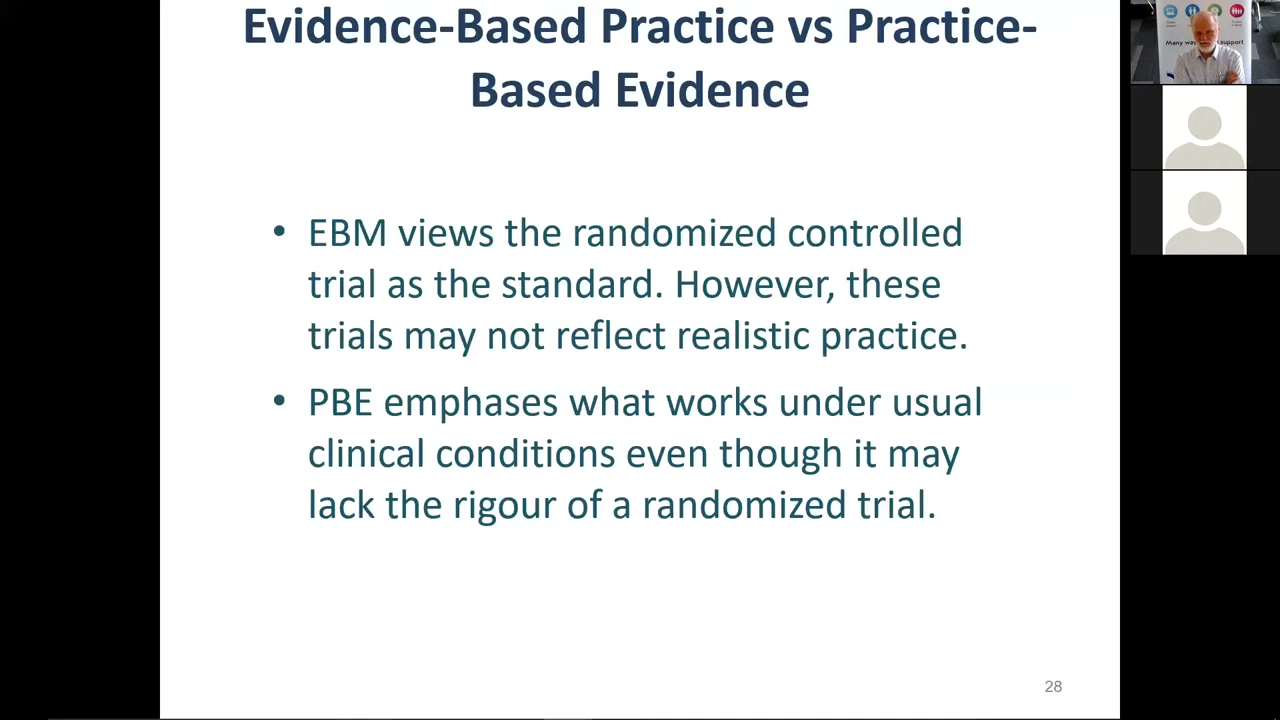 Evidence-Based Practice vs Practice-
Based Evidence
• EBM views the randomized controlled
trial as the standard. However, these
trials may not reflect realistic practice.
• PBE emphases what works under usual
clinical conditions even though it may
lack the rigour of a randomized trial.
28
Many support